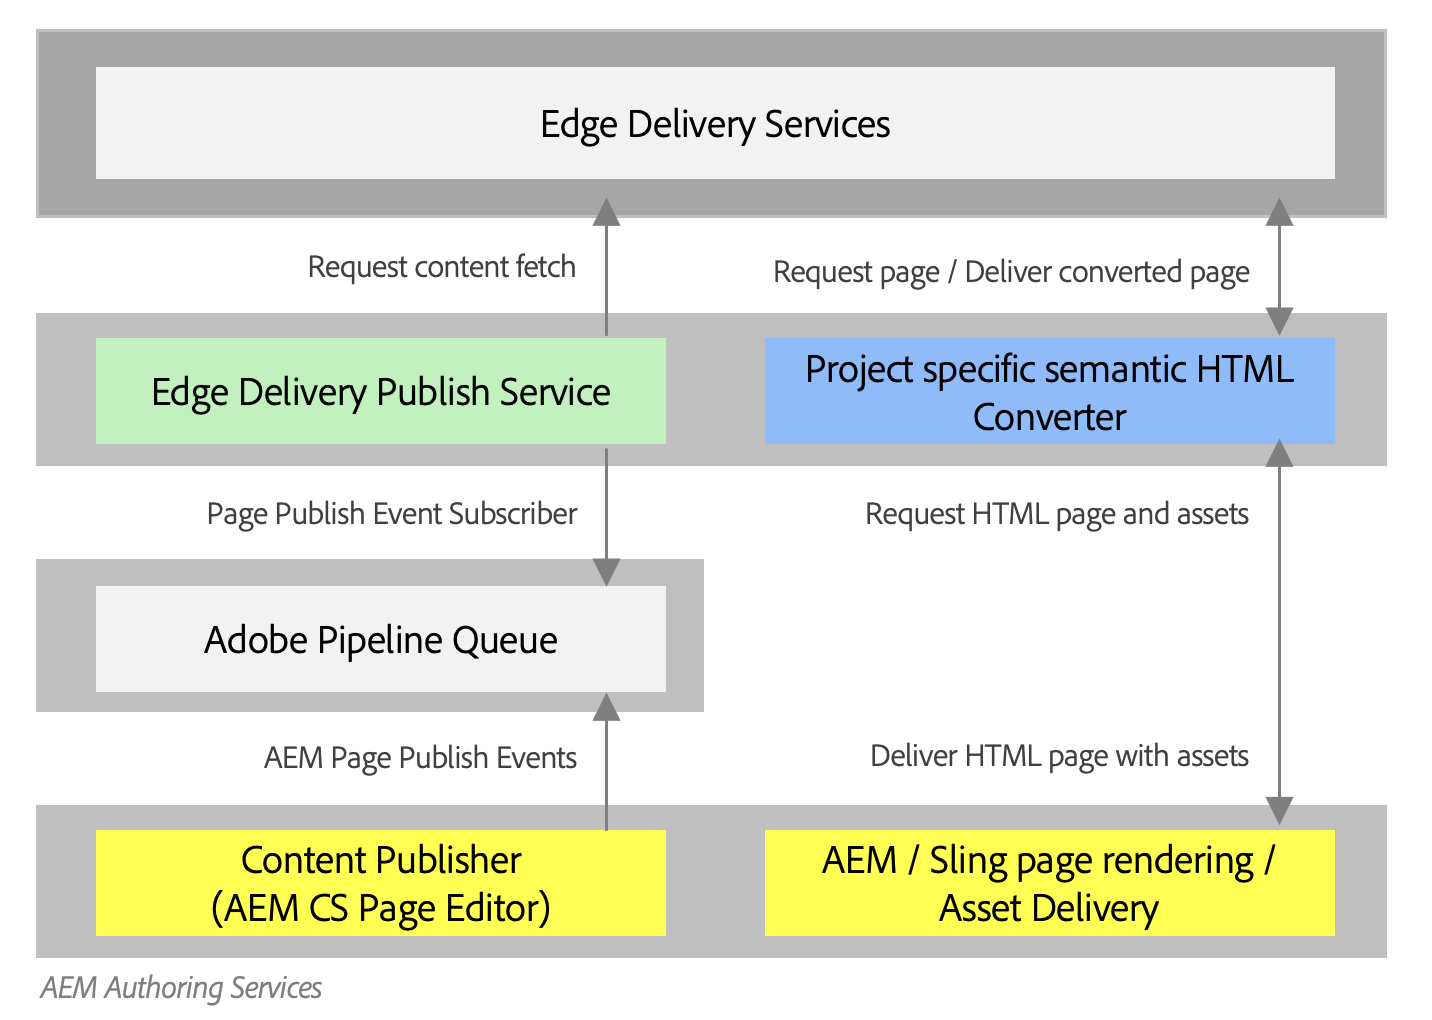 Edge Delivery Services
Request content fetch
Request page / Deliver converted page
Edge Delivery Publish Service
Project specific semantic HTML
Converter
Page Publish Event Subscriber
Request HTML page and assets
Adobe Pipeline Queue
AEM Page Publish Events
Deliver HTML page with assets
Content Publisher
(AEM CS Page Editor)
AEM / Sling page rendering /
Asset Delivery
AEM Authoring Services